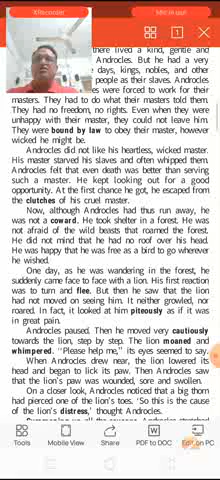 XRecorder
Mic in use
there lived a kind, gentle and
Androcles. But he had a very
days, kings, nobles, and other
people as their slaves. Androcles
es were forced to work for their
masters. They had to do what their masters told them.
They had no freedom, no rights. Even when they were
unhappy with their master, they could not leave him.
They were bound by law to obey their master, however
wicked he might be.
Androcles did not like his heartless, wicked master.
His master starved his slaves and often whipped them.
Androcles felt that even death was better than serving
such a master. He kept looking out for a good
opportunity. At the first chance he got, he escaped from
the clutches of his cruel master.
Now, although Androcles had thus run away, he
was not a coward. He took shelter in a forest. He was
not afraid of the wild beasts that roamed the forest.
He did not mind that he had no roof over his head.
He was happy that he was free as a bird to go wherever
he wished.
One day, as he was wandering in the forest, he
suddenly came face to face with a lion. His first reaction
was to turn and flee. But then he saw that the lion
had not moved on seeing him. It neither growled, nor
roared. In fact, it looked at him piteously as if it was
in great pain.
Androcles paused. Then he moved very cautiously
towards the lion, step by step. The lion moaned and
whimpered. "Please help me," its eyes seemed to say.
When Androcles drew near, the lion lowered its
head and began to lick its paw. Then Androcles saw
that the lion's paw was wounded, sore and swollen.
On a closer look, Androcles noticed that a big thorn
had pierced one of the lion's toes. 'So this is the cause
of the lion's distress,' thought Androcles.
Tools
Mobile View
Share
PDF to DOC
Edit on PC